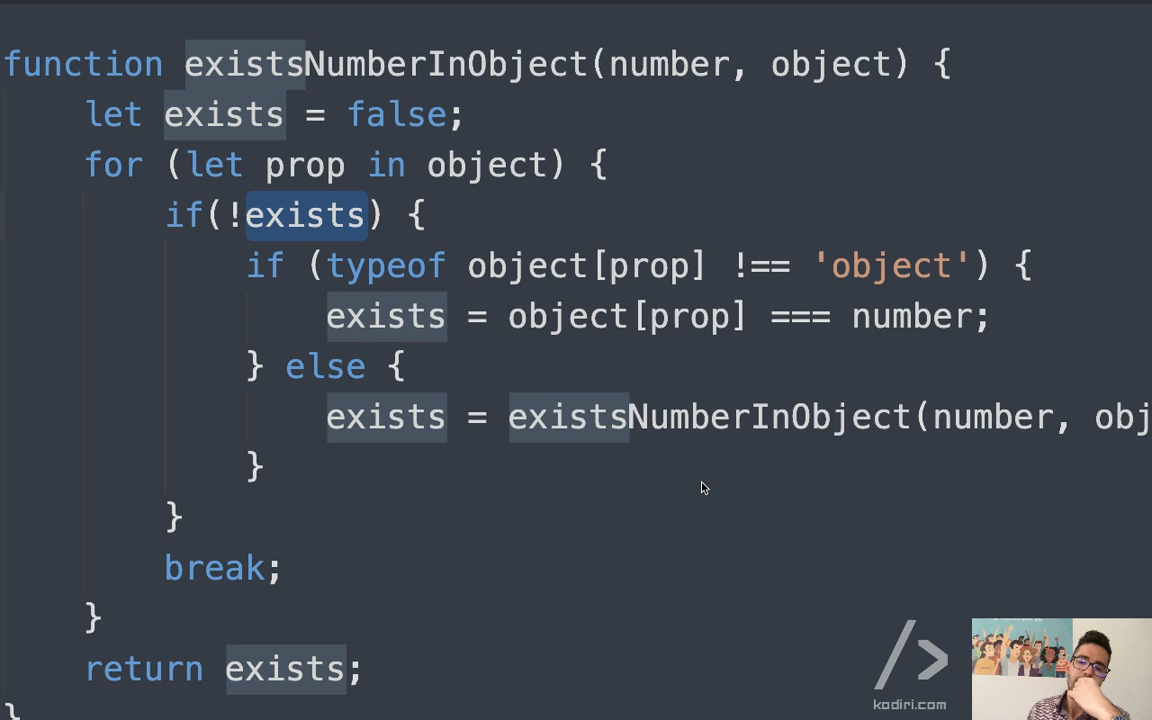 function existsNumberInObject(number, object) {
let exists = false;
for (let prop in object) {
if(!exists) {
if (typeof object[prop] !== 'object') {
exists = object[prop] === number;
} else {
exists = existsNumberInObject(number, obj
}
}
break;
}
return exists;
}
/>
kodiri.com